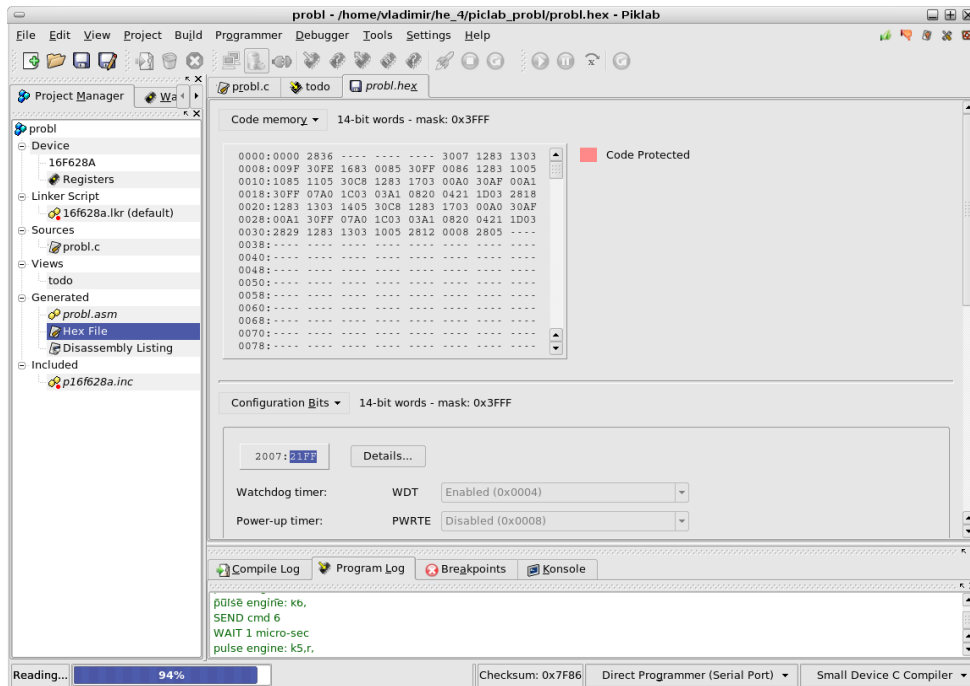 probl - /home/vladimir/he_4/piclab_probl/probl.hex - Piklab
File Edit View Project Build Programmer Debugger Tools Settings Help
Project Manager Wa
probl.c todo probl.hex
probl
Device
16F628A
Registers
Linker Script
16f628a.lkr (default)
Sources
probl.c
Views
todo
Generated
probl.asm
Hex File
Disassembly Listing
Included
p16f628a.inc
Code memory 14-bit words - mask: 0x3FFF
0000:0000 2836 ---- ---- ---- 3007 1283 1303
0008:009F 30FE 1683 0085 30FF 0086 1283 1005
0010:1085 1105 30C8 1283 1703 00A0 30AF 00A1
0018:30FF 07A0 1C03 03A1 0820 0421 1D03 2818
0020:1283 1303 1405 30C8 1283 1703 00A0 30AF
0028:00A1 30FF 07A0 1C03 03A1 0820 0421 1D03
0030:2829 1283 1303 1005 2812 0008 2805 ----
0038:---- ---- ---- ---- ---- ---- ---- ----
0040:---- ---- ---- ---- ---- ---- ---- ----
0048:---- ---- ---- ---- ---- ---- ---- ----
0050:---- ---- ---- ---- ---- ---- ---- ----
0058:---- ---- ---- ---- ---- ---- ---- ----
0060:---- ---- ---- ---- ---- ---- ---- ----
0068:---- ---- ---- ---- ---- ---- ---- ----
0070:---- ---- ---- ---- ---- ---- ---- ----
0078:---- ---- ---- ---- ---- ---- ---- ----
Code Protected
Configuration Bits 14-bit words - mask: 0x3FFF
2007:21FF Details...
Watchdog timer: WDT Enabled (0x0004)
Power-up timer: PWRTE Disabled (0x0008)
Compile Log Program Log Breakpoints Konsole
pulse engine: k6,
SEND cmd 6
WAIT 1 micro-sec
pulse engine: k5,r,
Reading... 94% Checksum: 0x7F86 Direct Programmer (Serial Port) Small Device C Compiler